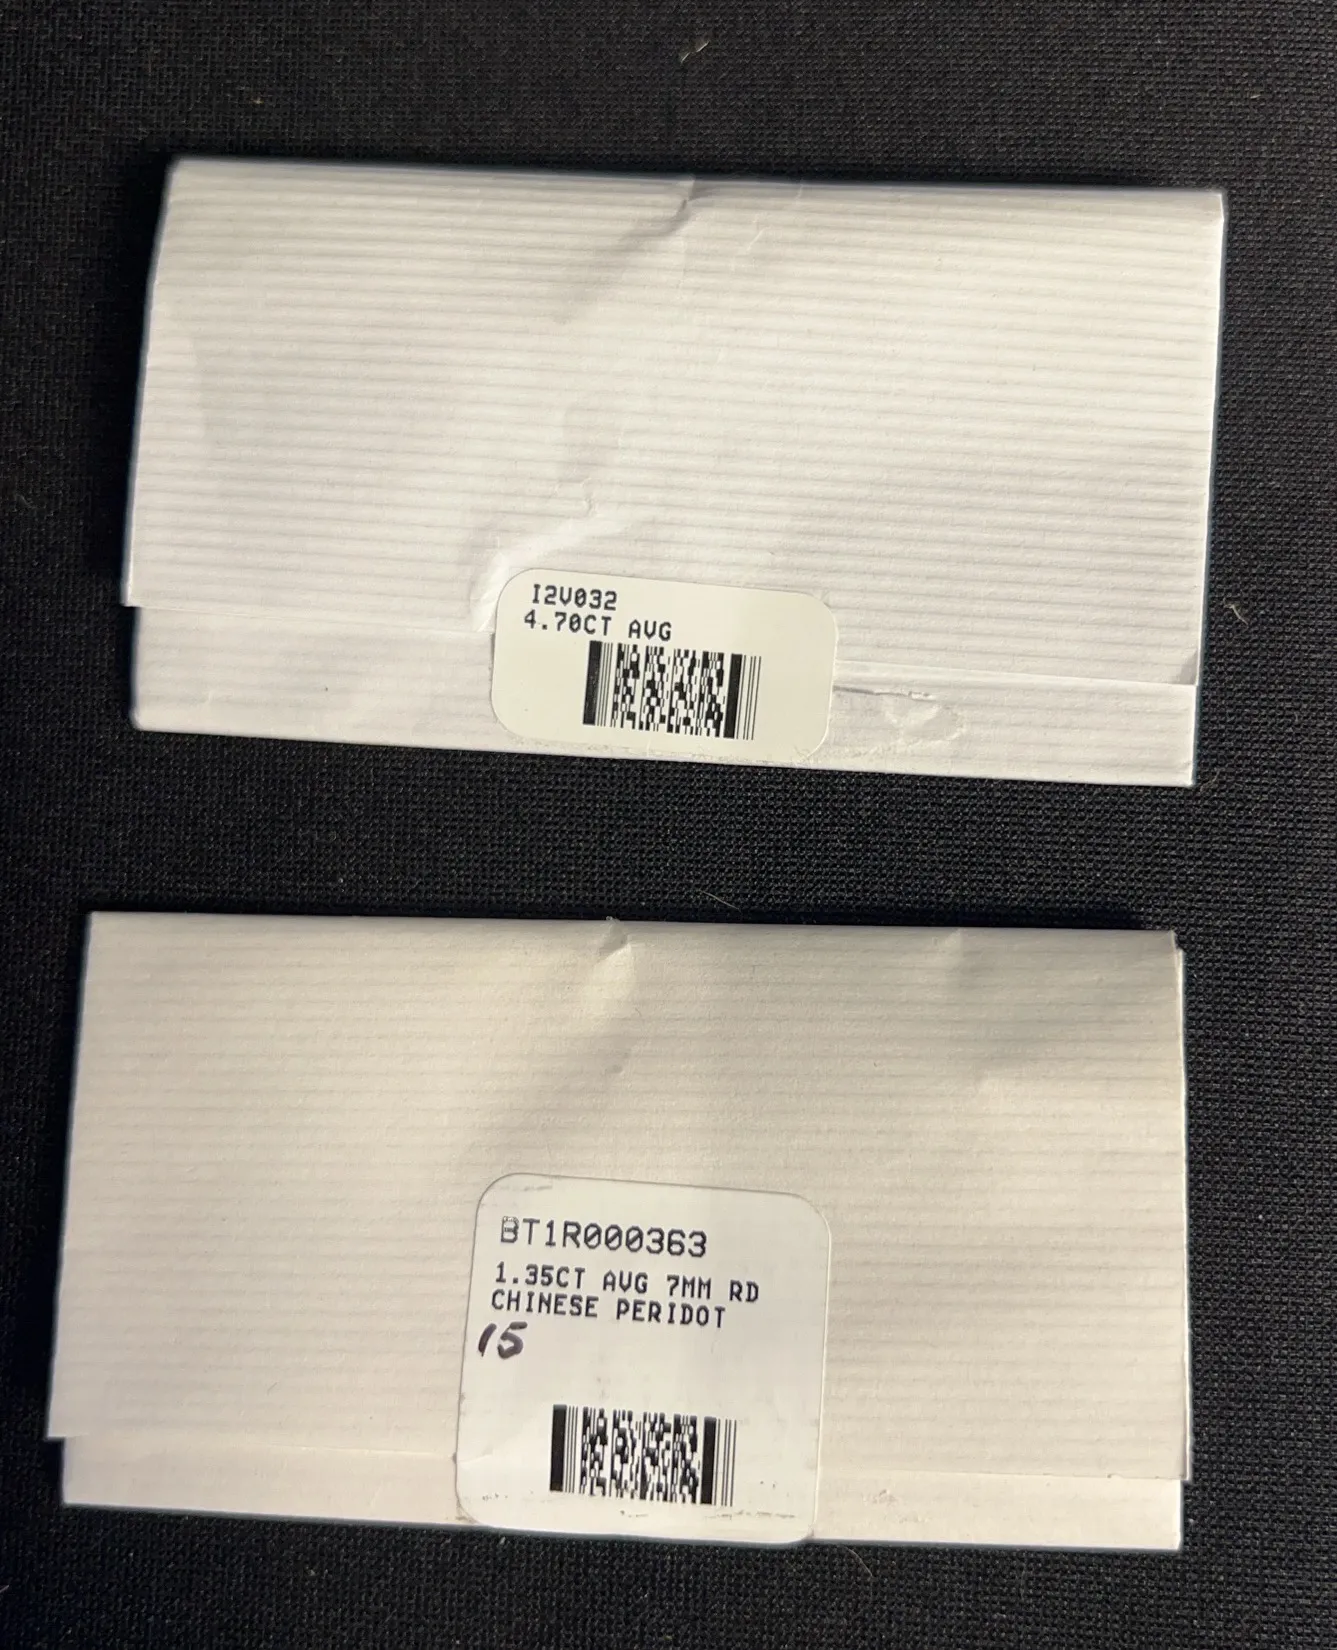 I2V032
4.70CT AVG
BT1R000363
1.35CT AVG 7MM RD
CHINESE PERIDOT
15